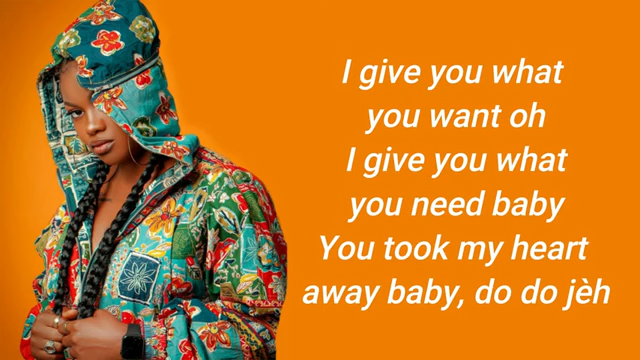 I give you what
you want oh
I give you what
you need baby
You took my heart
away baby, do do jèh